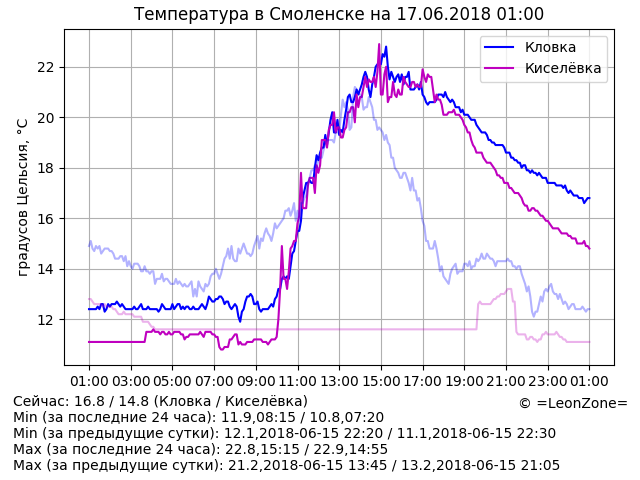 Температура в Смоленске на 17.06.2018 01:00
градусов Цельсия, °C
22
20
18
16
14
12
Кловка
Киселёвка
01:00 03:00 05:00 07:00 09:00 11:00 13:00 15:00 17:00 19:00 21:00 23:00 01:00
Сейчас: 16.8 / 14.8 (Кловка / Киселёвка)
© =LeonZone=
Min (за последние 24 часа): 11.9,08:15 / 10.8,07:20
Min (за предыдущие сутки): 12.1,2018-06-15 22:20 / 11.1,2018-06-15 22:30
Max (за последние 24 часа): 22.8,15:15 / 22.9,14:55
Max (за предыдущие сутки): 21.2,2018-06-15 13:45 / 13.2,2018-06-15 21:05